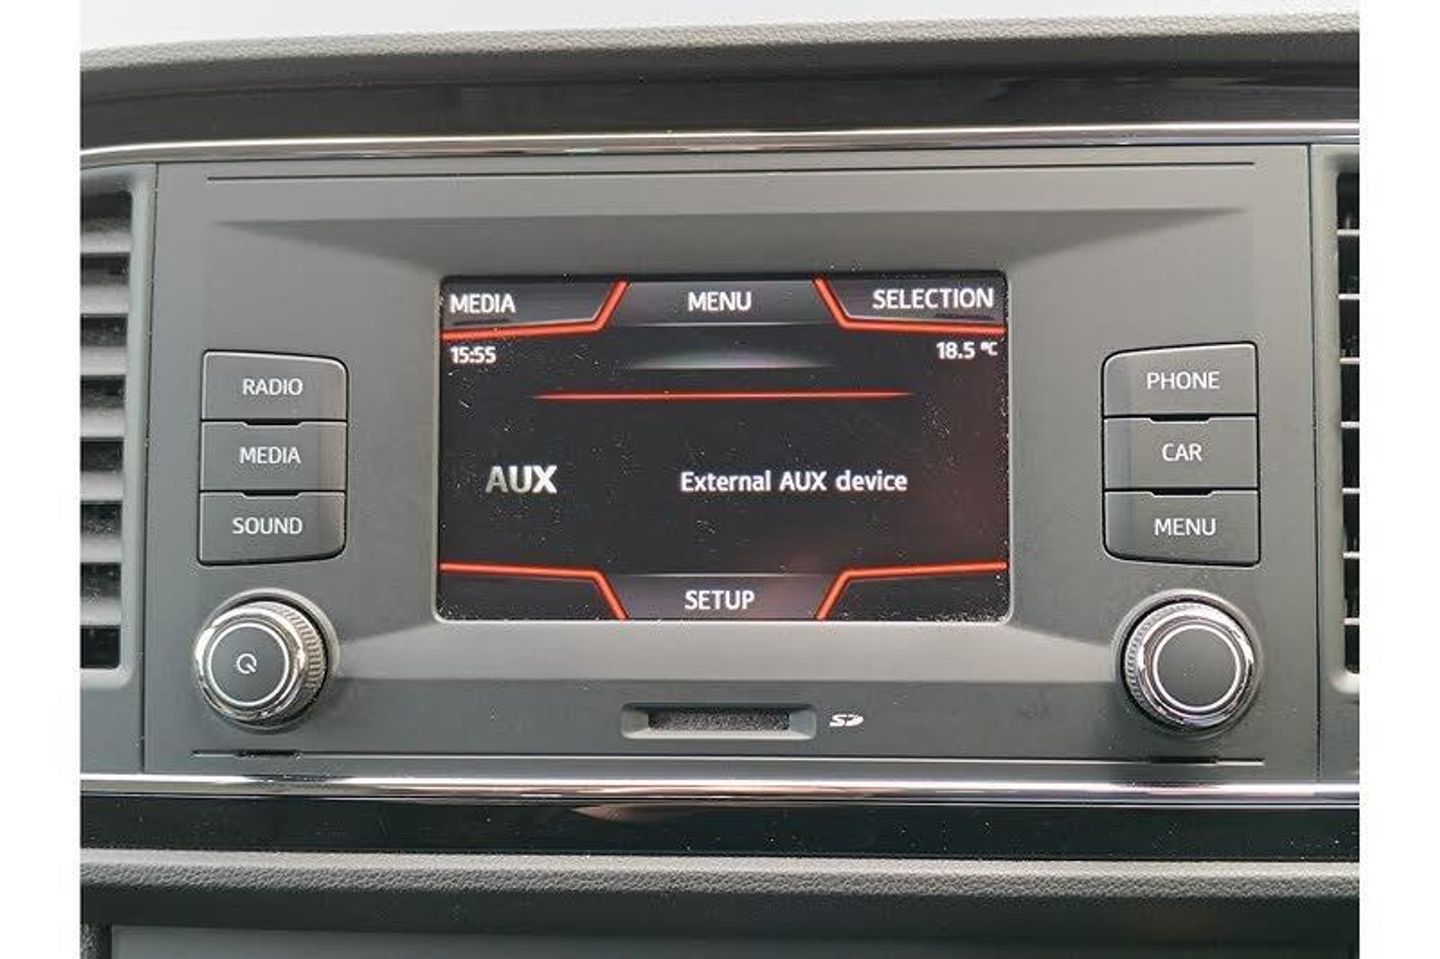 MEDIA MENU SELECTION
15:55 18.5 °C
RADIO
PHONE
MEDIA
CAR
AUX External AUX device
SOUND
MENU
SETUP
SD